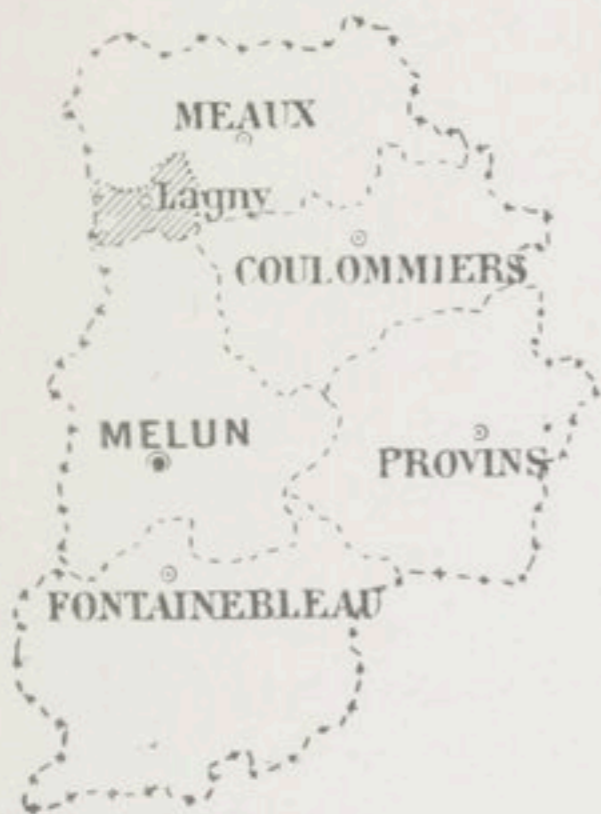 MEAUX
Lagny
COULOMMIERS
MELUN
PROVINS
FONTAINEBLEAU